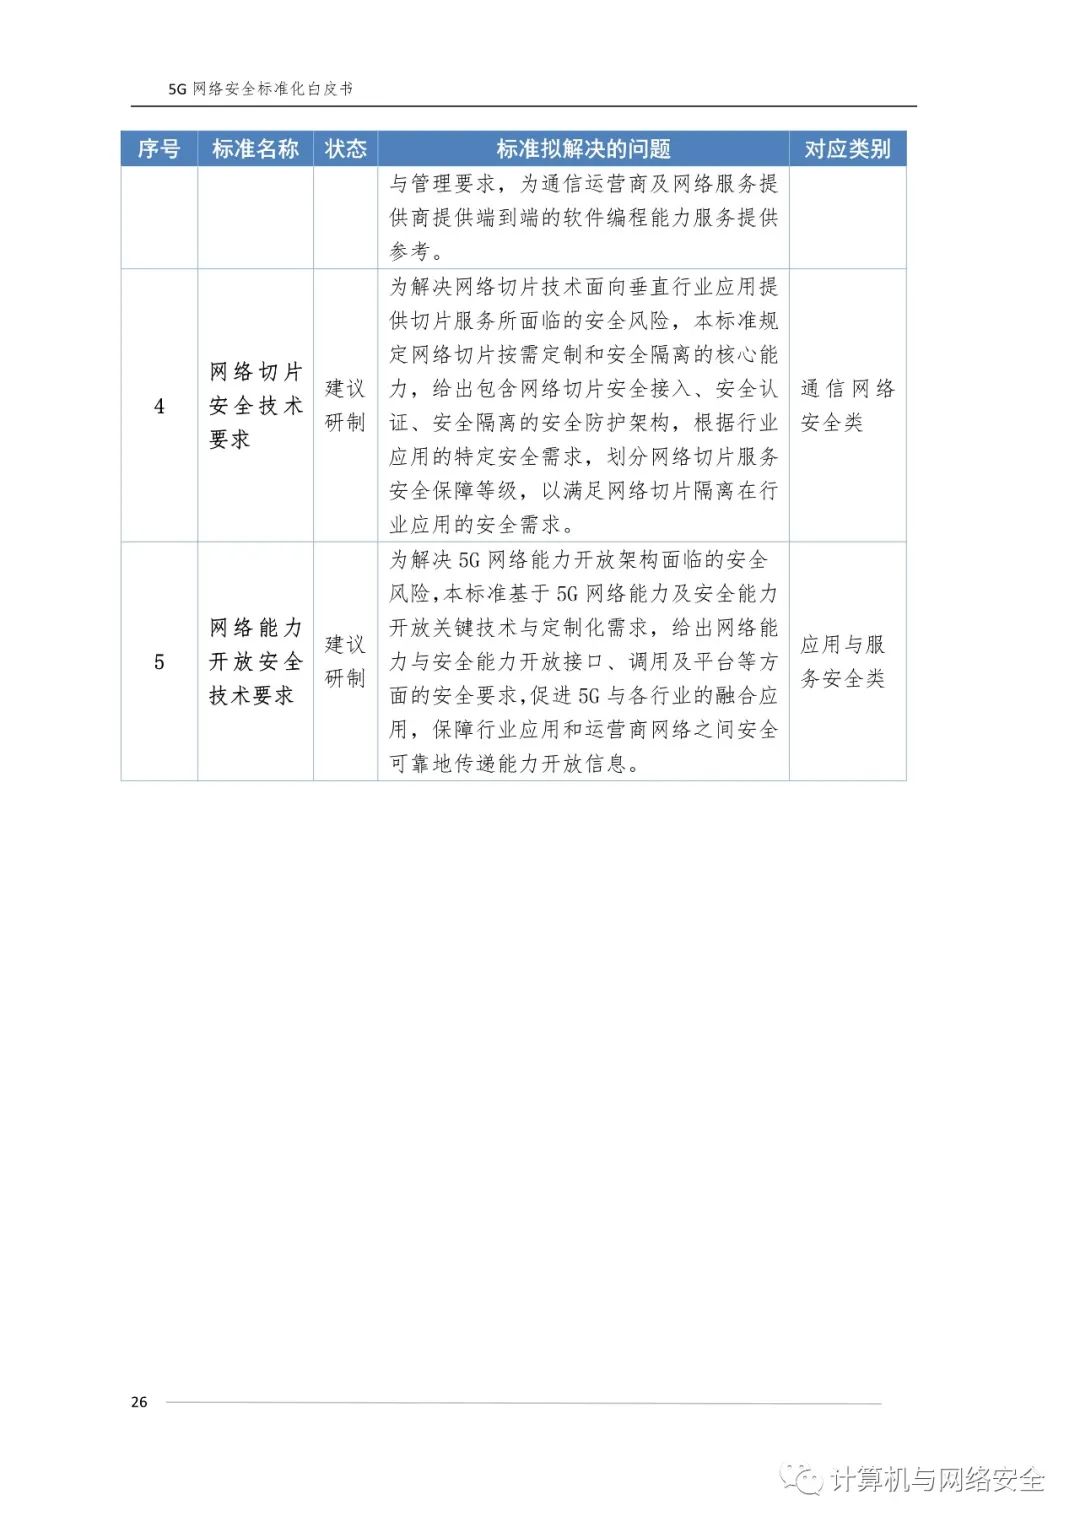 5G 网络安全标准化白皮书
序号 标准名称 状态 标准拟解决的问题 对应类别
与管理要求，为通信运营商及网络服务提
供商提供端到端的软件编程能力服务提供
参考。
4
网络切片
安全技术
要求
建议
研制
为解决网络切片技术面向垂直行业应用提
供切片服务所面临的安全风险，本标准规
定网络切片按需定制和安全隔离的核心能
力，给出包含网络切片安全接入、安全认
证、安全隔离的安全防护架构，根据行业
应用的特定安全需求，划分网络切片服务
安全保障等级，以满足网络切片隔离在行
业应用的安全需求。
通信网络
安全类
5
网络能力
开放安全
技术要求
建议
研制
为解决 5G 网络能力开放架构面临的安全
风险，本标准基于 5G 网络能力及安全能力
开放关键技术与定制化需求，给出网络能
力与安全能力开放接口、调用及平台等方
面的安全要求，促进 5G 与各行业的融合应
用，保障行业应用和运营商网络之间安全
可靠地传递能力开放信息。
应用与服
务安全类
26
计算机与网络安全